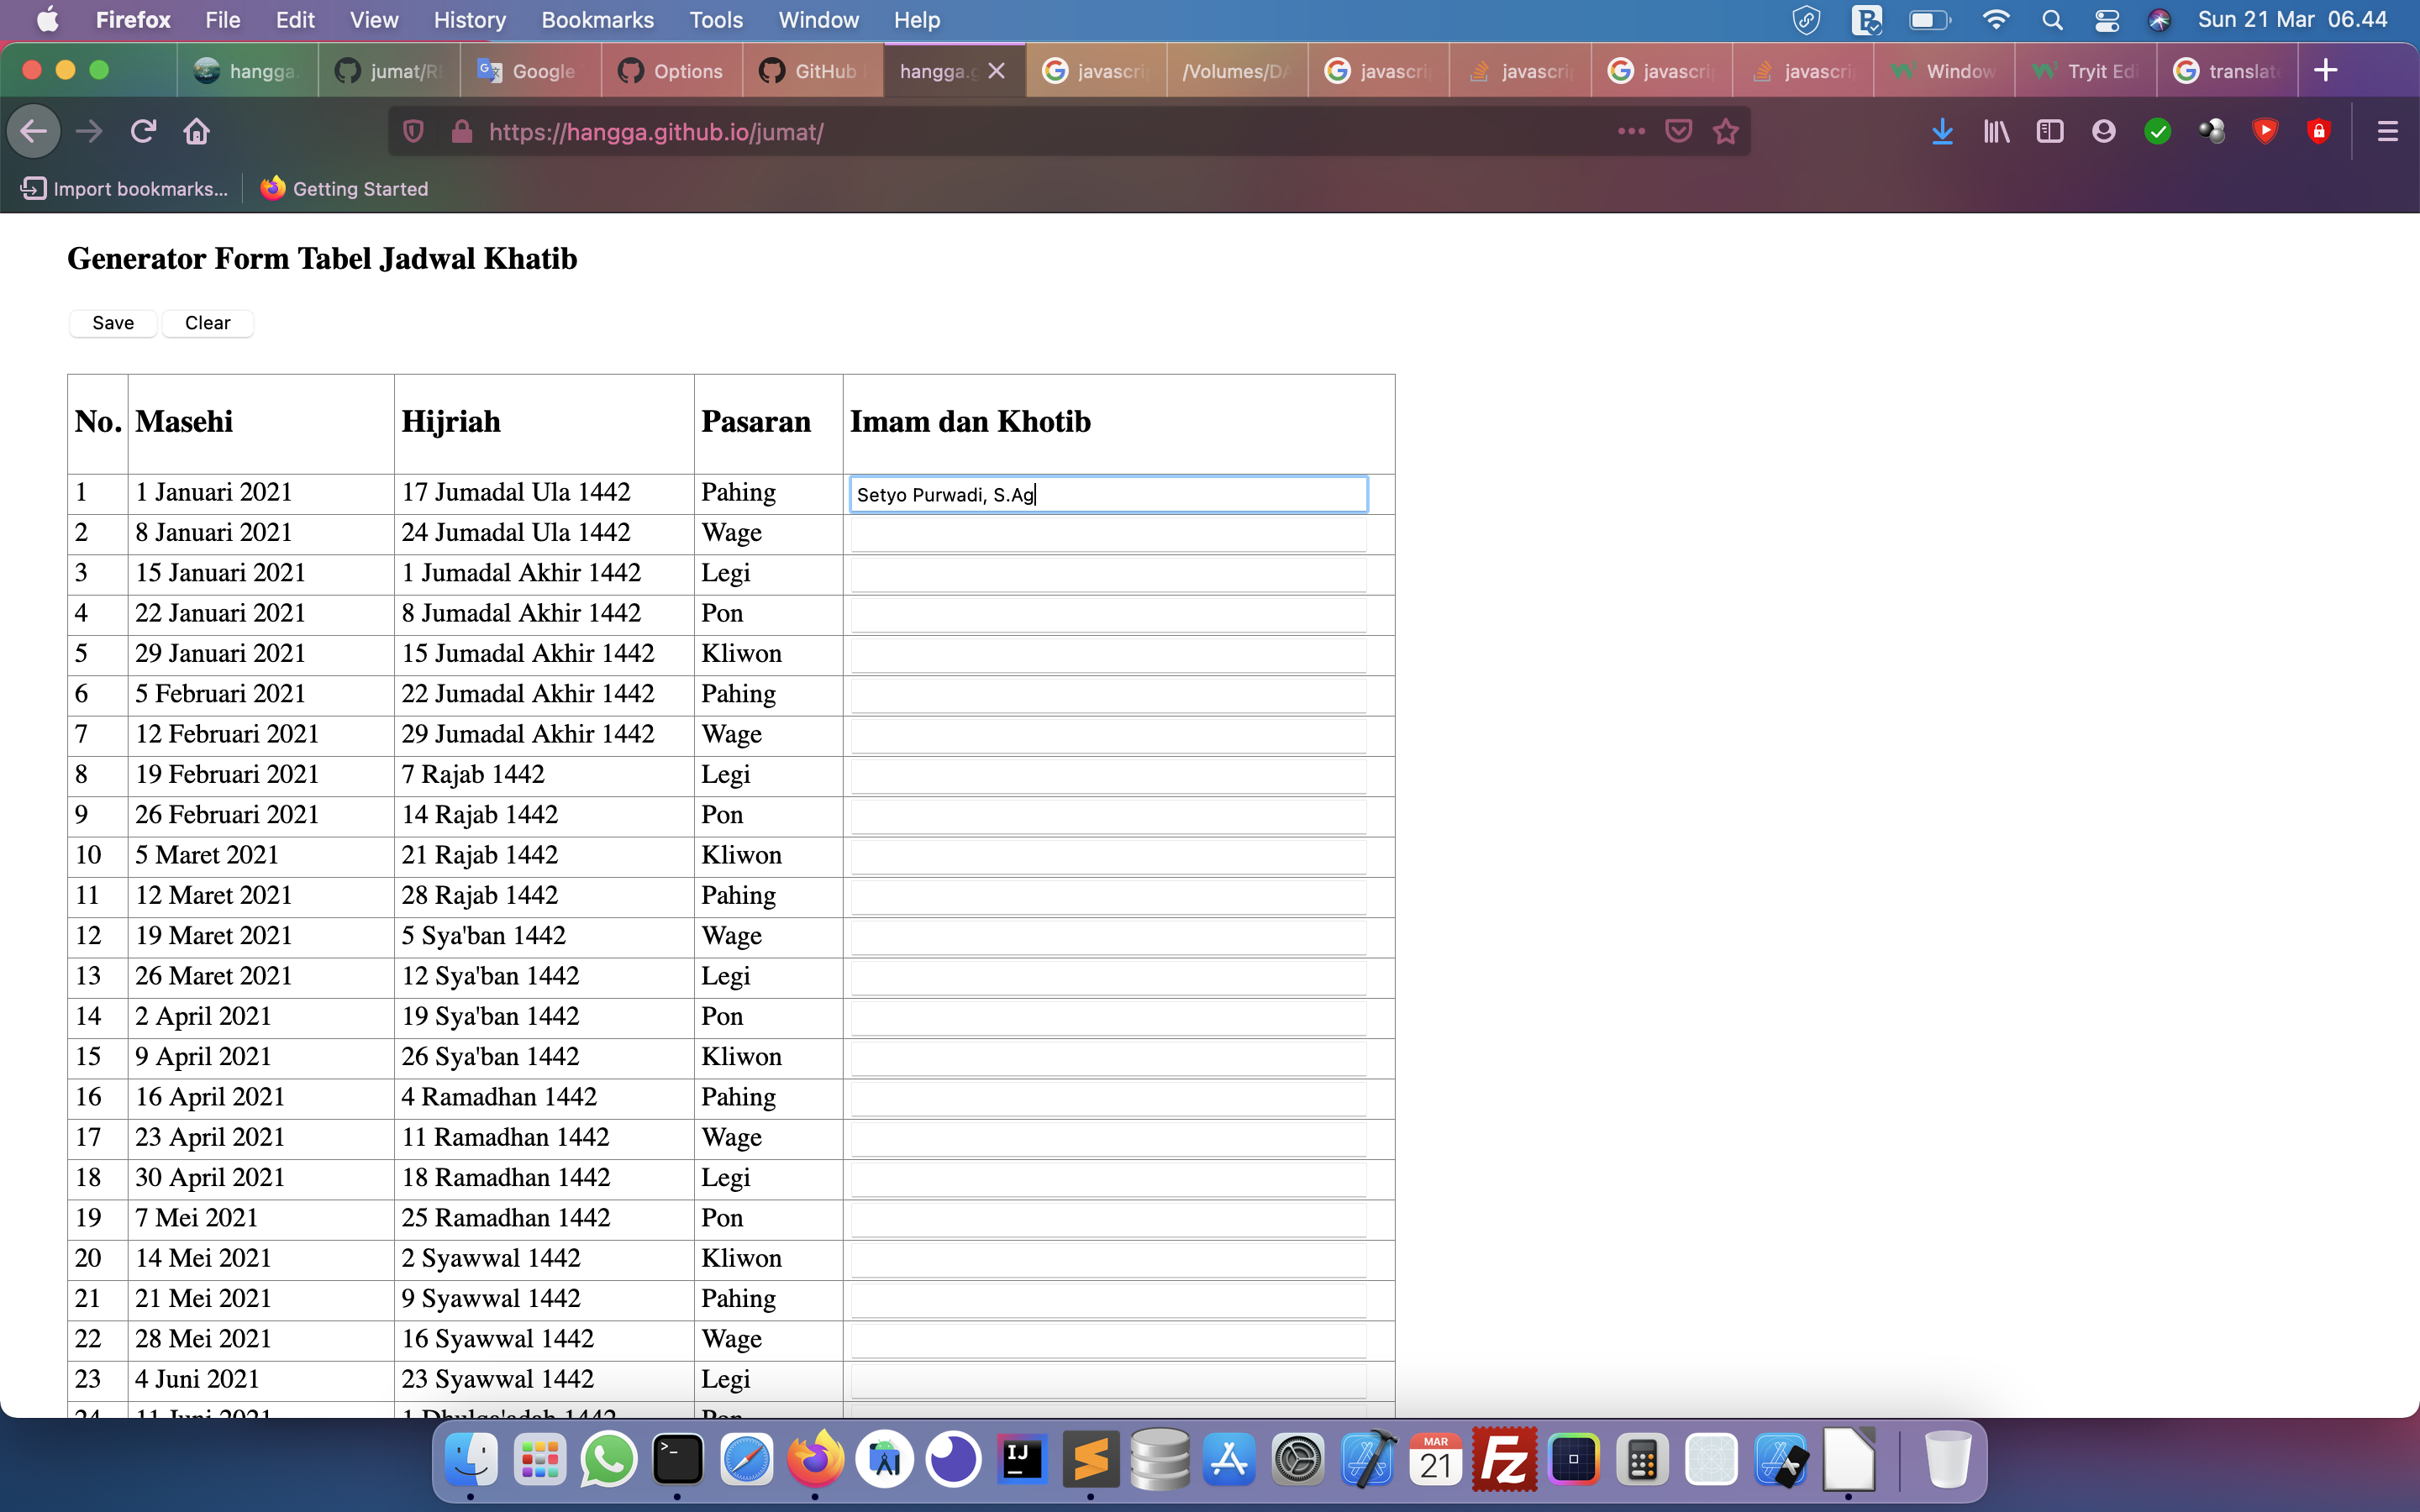 Firefox File Edit View History Bookmarks Tools Window Help Sun 21 Mar 06.44
hangga. jumat/R Google Options GitHub hangga.g javascri /Volumes/DA javascri javascri javascri javascri Window Tryit Edi translat
https://hangga.github.io/jumat/
Import bookmarks... Getting Started
Generator Form Tabel Jadwal Khatib
Save Clear
No. Masehi Hijriah Pasaran Imam dan Khotib
1 1 Januari 2021 17 Jumadal Ula 1442 Pahing Setyo Purwadi, S.Ag
2 8 Januari 2021 24 Jumadal Ula 1442 Wage
3 15 Januari 2021 1 Jumadal Akhir 1442 Legi
4 22 Januari 2021 8 Jumadal Akhir 1442 Pon
5 29 Januari 2021 15 Jumadal Akhir 1442 Kliwon
6 5 Februari 2021 22 Jumadal Akhir 1442 Pahing
7 12 Februari 2021 29 Jumadal Akhir 1442 Wage
8 19 Februari 2021 7 Rajab 1442 Legi
9 26 Februari 2021 14 Rajab 1442 Pon
10 5 Maret 2021 21 Rajab 1442 Kliwon
11 12 Maret 2021 28 Rajab 1442 Pahing
12 19 Maret 2021 5 Sya'ban 1442 Wage
13 26 Maret 2021 12 Sya'ban 1442 Legi
14 2 April 2021 19 Sya'ban 1442 Pon
15 9 April 2021 26 Sya'ban 1442 Kliwon
16 16 April 2021 4 Ramadhan 1442 Pahing
17 23 April 2021 11 Ramadhan 1442 Wage
18 30 April 2021 18 Ramadhan 1442 Legi
19 7 Mei 2021 25 Ramadhan 1442 Pon
20 14 Mei 2021 2 Syawwal 1442 Kliwon
21 21 Mei 2021 9 Syawwal 1442 Pahing
22 28 Mei 2021 16 Syawwal 1442 Wage
23 4 Juni 2021 23 Syawwal 1442 Legi
24 11 Juni 2021 1 Dhulqa'adah 1442 Pon
IJ MAR 21 Fz